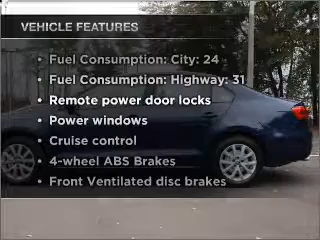 VEHICLE FEATURES
• Fuel Consumption: City: 24
• Fuel Consumption: Highway: 31
• Remote power door locks
• Power windows
• Cruise control
• 4-wheel ABS Brakes
• Front Ventilated disc brakes